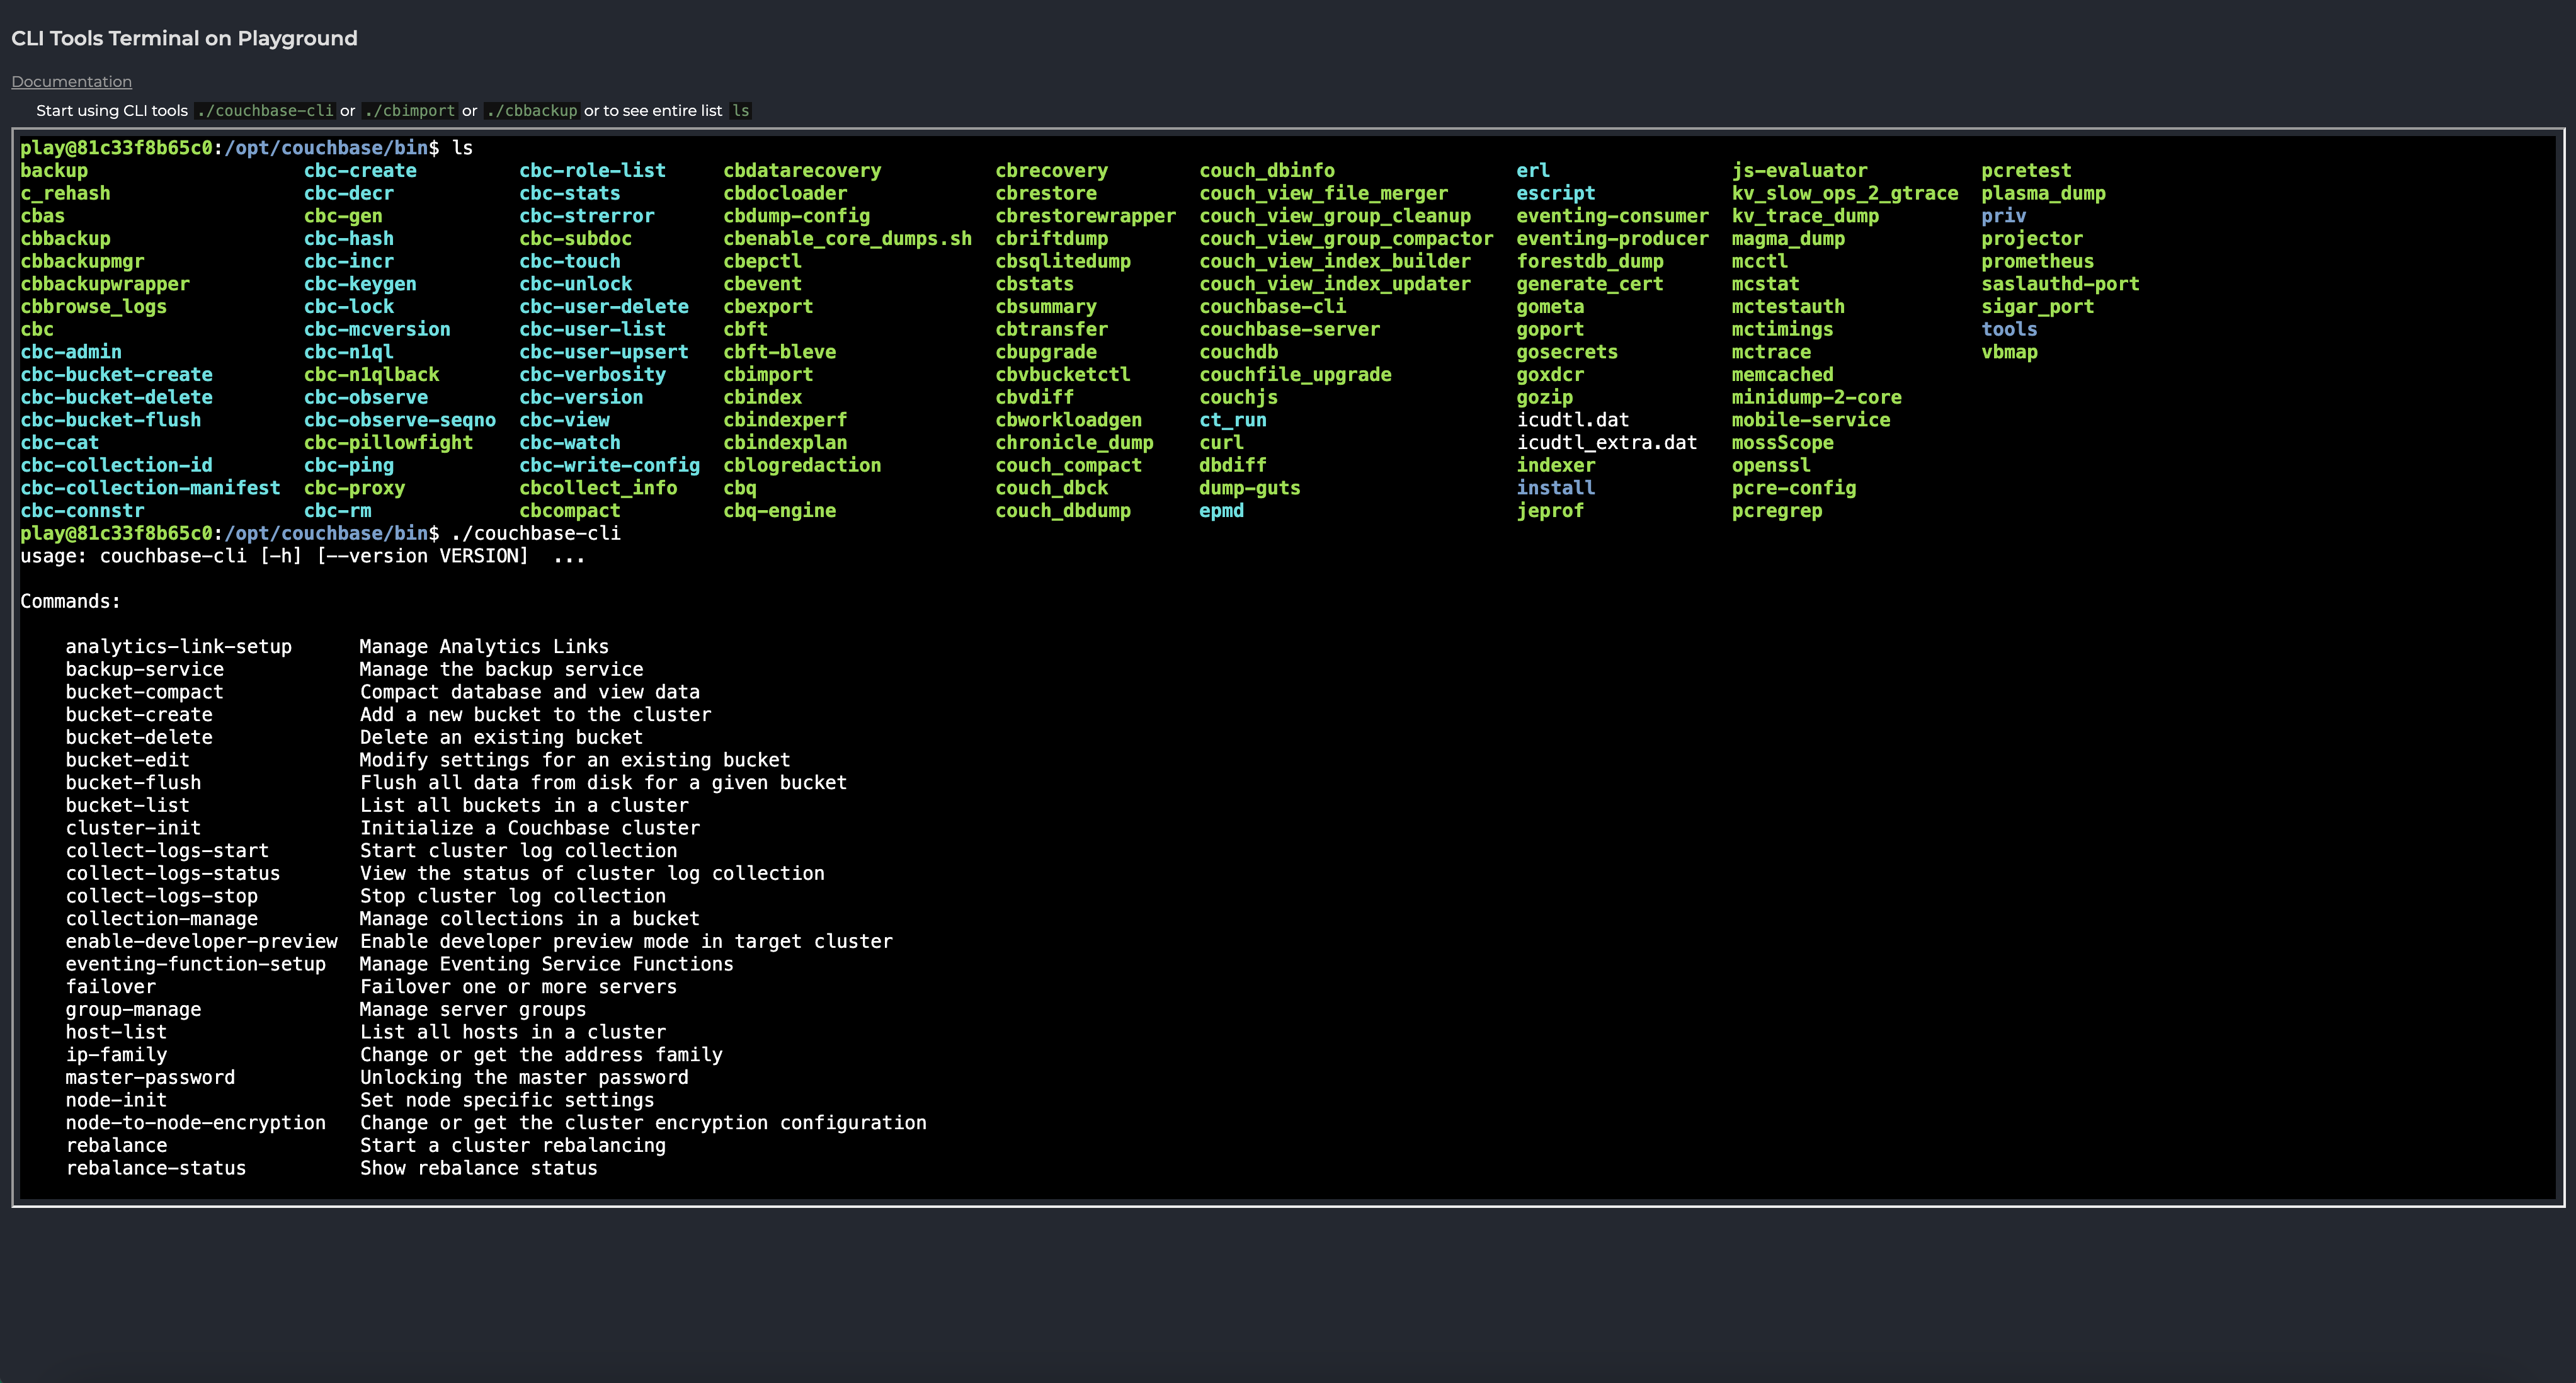 CLI Tools Terminal on Playground
Documentation
Start using CLI tools ./couchbase-cli or ./cbimport or ./cbbackup or to see entire list ls
play@81c33f8b65c0:/opt/couchbase/bin$ ls
backup cbc-create cbc-role-list cbdatarecovery cbrecovery couch_dbinfo erl js-evaluator pcretest
c_rehash cbc-decr cbc-stats cbdocloader cbrestore couch_view_file_merger escript kv_slow_ops_2_gtrace plasma_dump
cbas cbc-gen cbc-strerror cbdump-config cbrestorewrapper couch_view_group_cleanup eventing-consumer kv_trace_dump priv
cbbackup cbc-hash cbc-subdoc cbenable_core_dumps.sh cbriftdump couch_view_group_compactor eventing-producer magma_dump projector
cbbackupmgr cbc-incr cbc-touch cbepctl cbsqlitedump couch_view_index_builder forestdb_dump mcctl prometheus
cbbackupwrapper cbc-keygen cbc-unlock cbevent cbstats couch_view_index_updater generate_cert mcstat saslauthd-port
cbbrowse_logs cbc-lock cbc-user-delete cbexport cbsummary couchbase-cli gometa mctestauth sigar_port
cbc cbc-mcversion cbc-user-list cbft cbtransfer couchbase-server goport mctimings tools
cbc-admin cbc-n1ql cbc-user-upsert cbft-bleve cbupgrade couchdb gosecrets mctrace vbmap
cbc-bucket-create cbc-n1qlback cbc-verbosity cbimport cbvbucketctl couchfile_upgrade goxdcr memcached
cbc-bucket-delete cbc-observe cbc-version cbindex cbvdiff couchjs gozip minidump-2-core
cbc-bucket-flush cbc-observe-seqno cbc-view cbindexperf cbworkloadgen ct_run icudtl.dat mobile-service
cbc-cat cbc-pillowfight cbc-watch cbindexplan chronicle_dump curl icudtl_extra.dat mossScope
cbc-collection-id cbc-ping cbc-write-config cblogredaction couch_compact dbdiff indexer openssl
cbc-collection-manifest cbc-proxy cbcollect_info cbq couch_dbck dump-guts install pcre-config
cbc-connstr cbc-rm cbcompact cbq-engine couch_dbdump epmd jeprof pcregrep
play@81c33f8b65c0:/opt/couchbase/bin$ ./couchbase-cli
usage: couchbase-cli [-h] [--version VERSION]  ...
Commands:
analytics-link-setup Manage Analytics Links
backup-service Manage the backup service
bucket-compact Compact database and view data
bucket-create Add a new bucket to the cluster
bucket-delete Delete an existing bucket
bucket-edit Modify settings for an existing bucket
bucket-flush Flush all data from disk for a given bucket
bucket-list List all buckets in a cluster
cluster-init Initialize a Couchbase cluster
collect-logs-start Start cluster log collection
collect-logs-status View the status of cluster log collection
collect-logs-stop Stop cluster log collection
collection-manage Manage collections in a bucket
enable-developer-preview Enable developer preview mode in target cluster
eventing-function-setup Manage Eventing Service Functions
failover Failover one or more servers
group-manage Manage server groups
host-list List all hosts in a cluster
ip-family Change or get the address family
master-password Unlocking the master password
node-init Set node specific settings
node-to-node-encryption Change or get the cluster encryption configuration
rebalance Start a cluster rebalancing
rebalance-status Show rebalance status